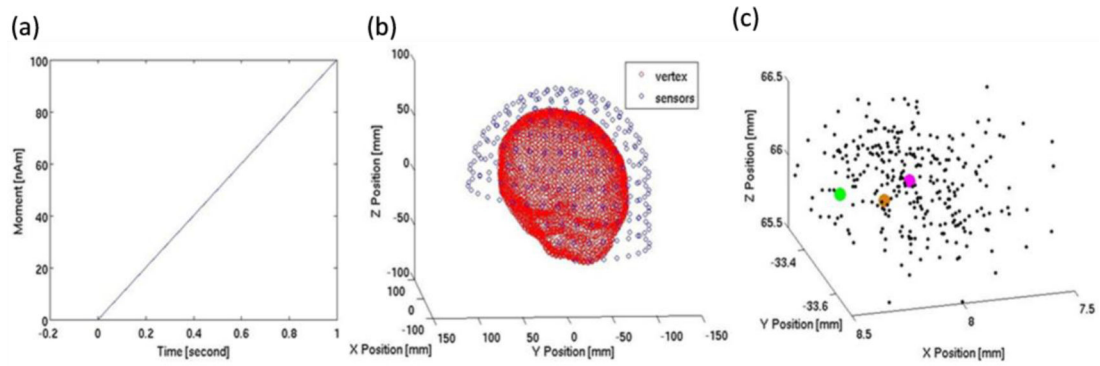 (a)
Moment [nAm]
100
80
60
40
20
0
-0.2
0
0.2
0.4
0.6
0.8
1
Time [second]
(b)
Z Position [mm]
100
50
0
-50
-100
100
0
-100
150
100
50
0
-50
-100
-150
X Position [mm]
Y Position [mm]
vertex
sensors
(c)
Z Position [mm]
66.5
66
65.5
-33.4
-33.6
8.5
8
7.5
Y Position [mm]
X Position [mm]